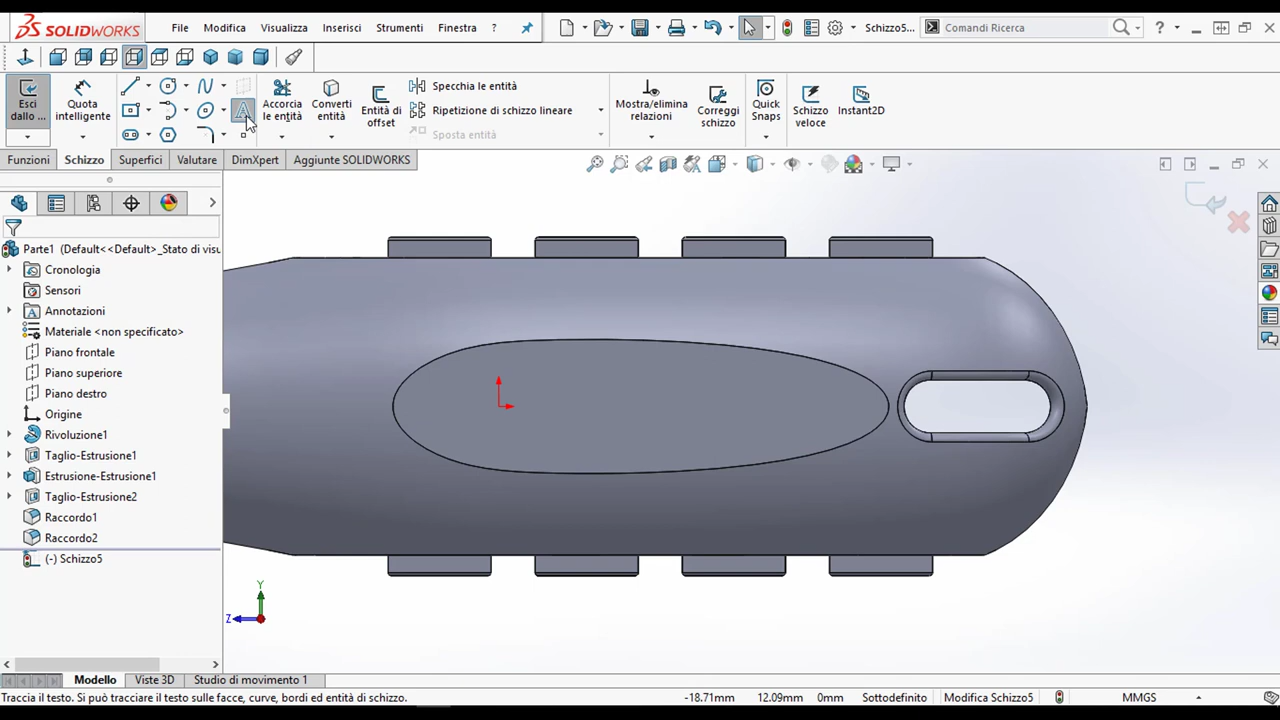 SOLIDWORKS
File Modifica Visualizza Inserisci Strumenti Finestra ? Schizzo5... Comandi Ricerca ?
Esci dallo ...
Quota intelligente
Accorcia le entità
Converti entità
Entità di offset
Specchia le entità
Ripetizione di schizzo lineare
Sposta entità
Mostra/elimina relazioni
Correggi schizzo
Quick Snaps
Schizzo veloce
Instant2D
Funzioni Schizzo Superfici Valutare DimXpert Aggiunte SOLIDWORKS
Parte1 (Default<<Default>_Stato di visu
Cronologia
Sensori
Annotazioni
Materiale <non specificato>
Piano frontale
Piano superiore
Piano destro
Origine
Rivoluzione1
Taglio-Estrusione1
Estrusione-Estrusione1
Taglio-Estrusione2
Raccordo1
Raccordo2
(-) Schizzo5
Y
Z
Modello Viste 3D Studio di movimento 1
Traccia il testo. Si può tracciare il testo sulle facce, curve, bordi ed entità di schizzo. -18.71mm 12.09mm 0mm Sottodefinito Modifica Schizzo5 MMGS